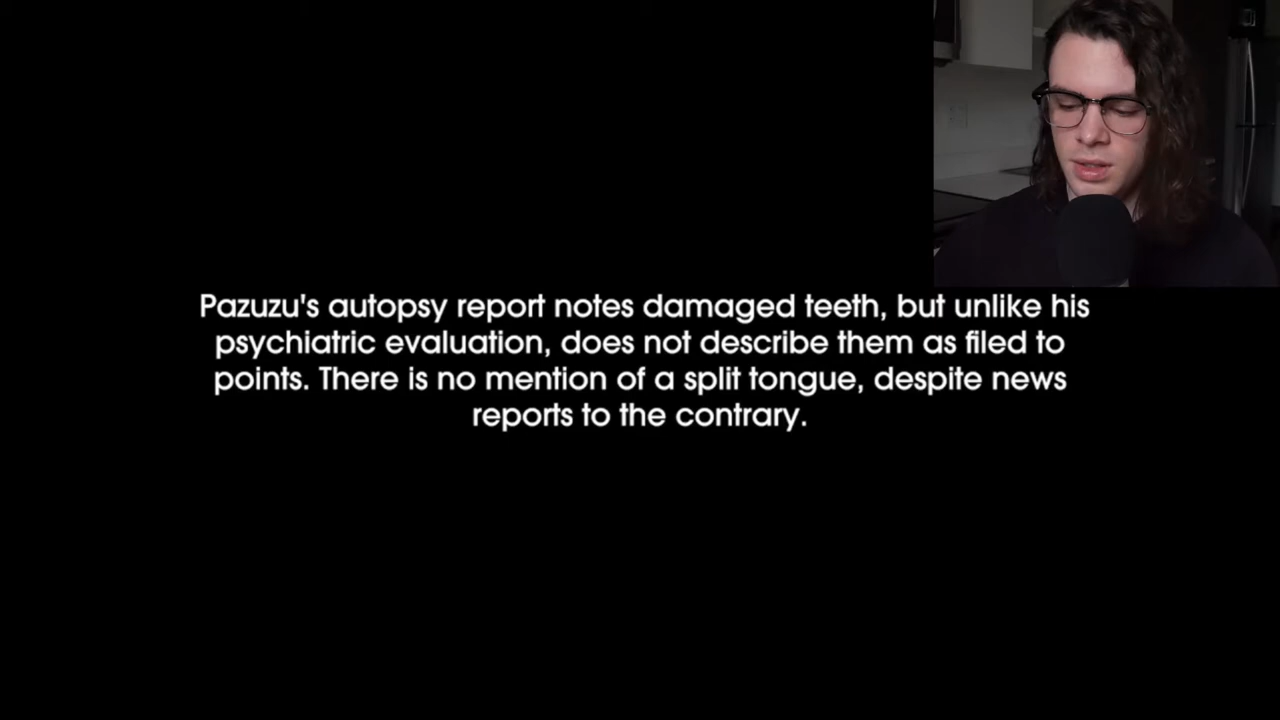 Pazuzu's autopsy report notes damaged teeth, but unlike his
psychiatric evaluation, does not describe them as filed to
points. There is no mention of a split tongue, despite news
reports to the contrary.